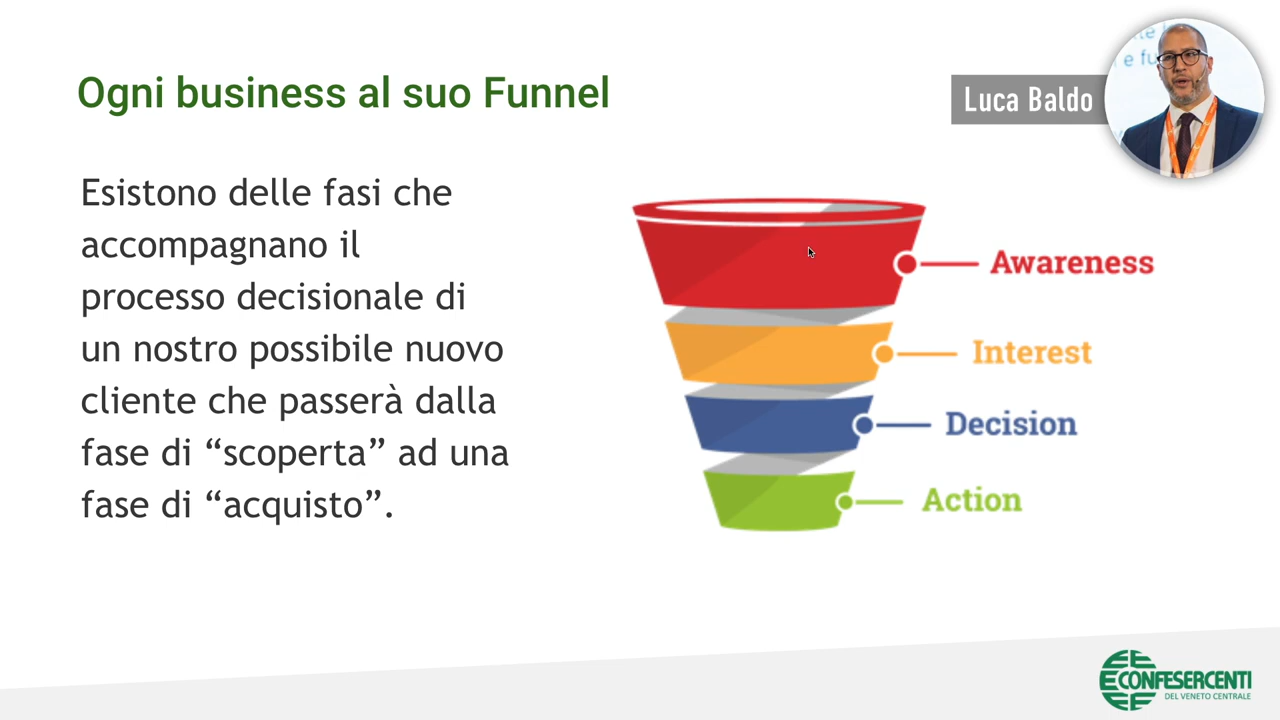 Ogni business al suo Funnel
Luca Baldo
Esistono delle fasi che
accompagnano il
processo decisionale di
un nostro possibile nuovo
cliente che passerà dalla
fase di “scoperta” ad una
fase di “acquisto”.
Awareness
Interest
Decision
Action
CONFESERCENTI
DEL VENETO CENTRALE